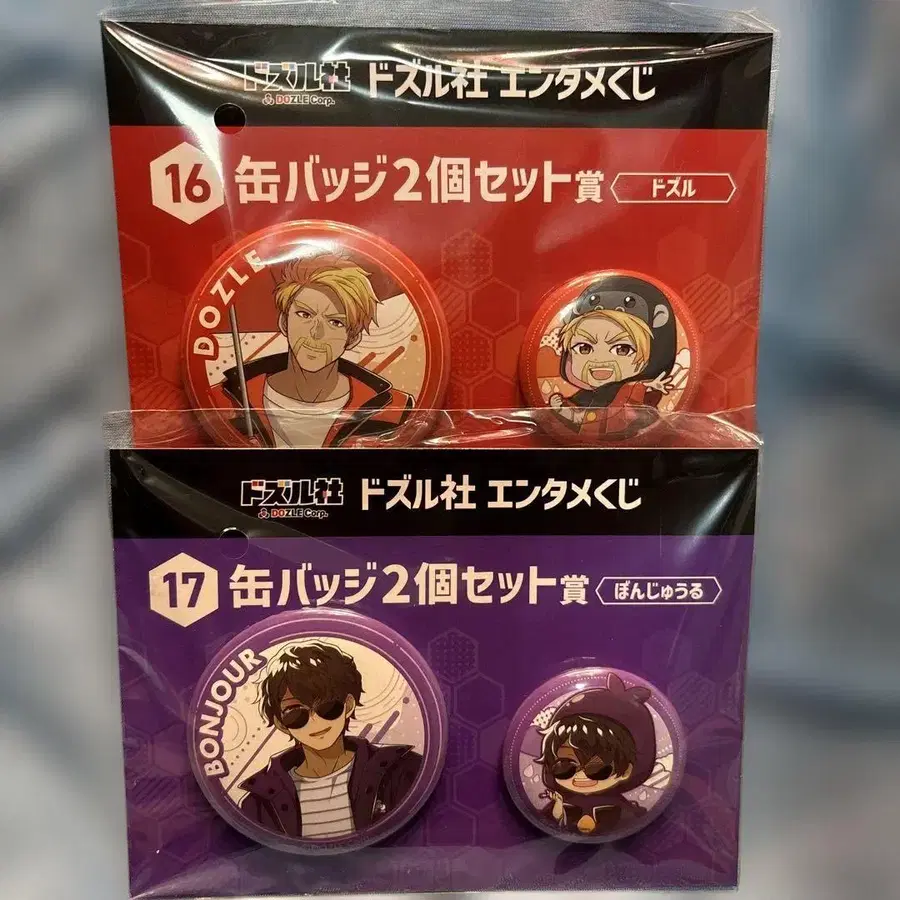 ドズル社
DOZLE Corp.
ドズル社 エンタメくじ
16 缶バッジ2個セット賞
ドズル
DOZLE
ドズル社
DOZLE Corp.
ドズル社 エンタメくじ
17 缶バッジ2個セット賞
ぼんじゅうる
BONJOUR